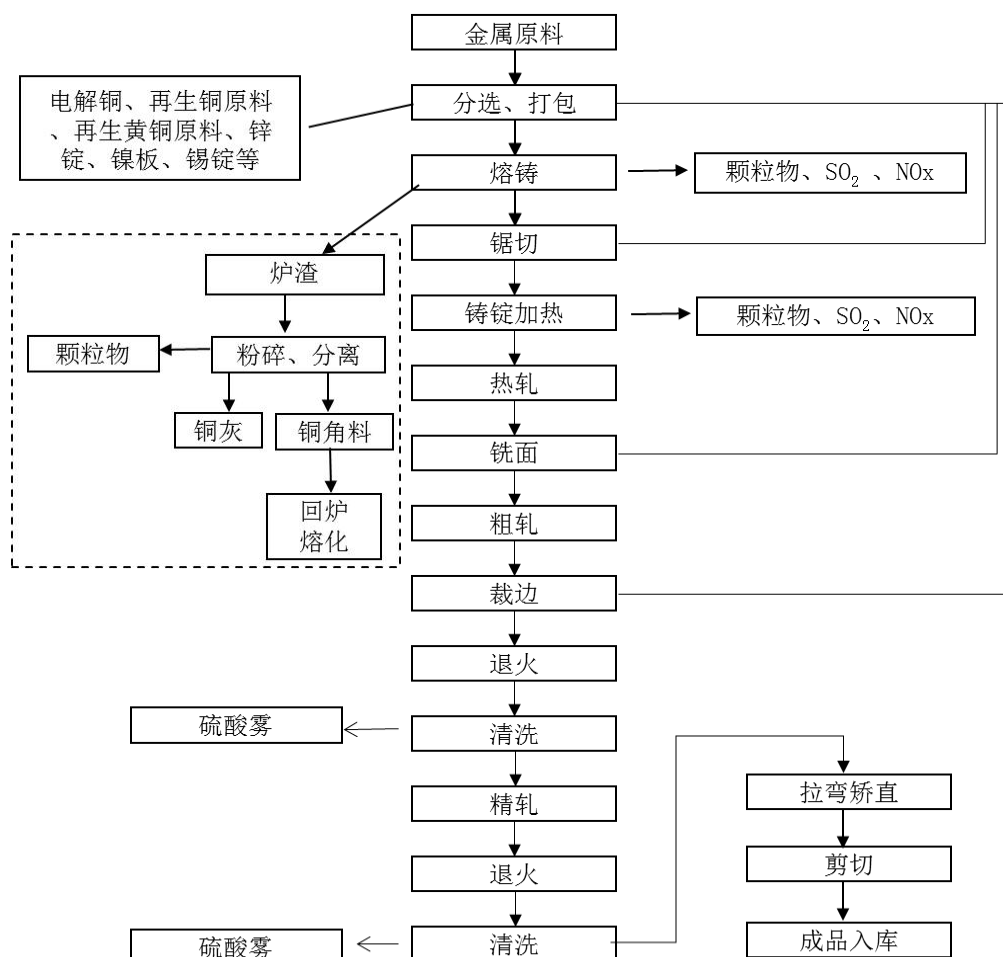 金属原料
电解铜、再生铜原料
、再生黄铜原料、锌
锭、镍板、锡锭等
分选、打包
熔铸
颗粒物、SO₂ 、NOx
锯切
炉渣
铸锭加热
颗粒物、SO₂、NOx
颗粒物
粉碎、分离
热轧
铜灰
铜角料
铣面
回炉
熔化
粗轧
裁边
退火
硫酸雾
清洗
拉弯矫直
精轧
剪切
退火
硫酸雾
清洗
成品入库